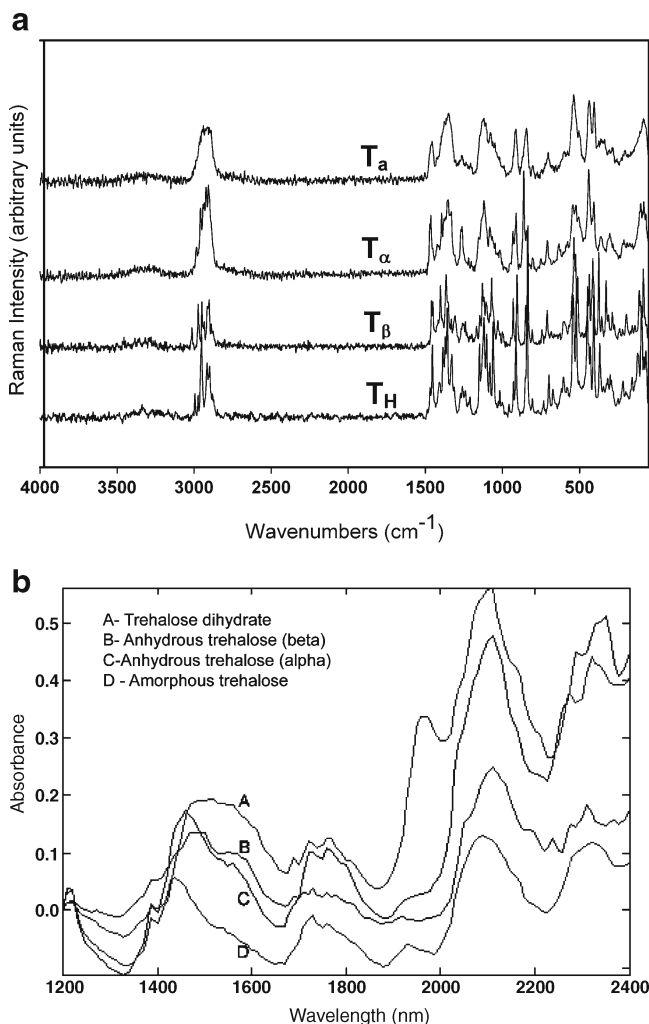 a
Raman Intensity (arbitrary units)
Ta
Tα
Tβ
TH
4000 3500 3000 2500 2000 1500 1000 500
Wavenumbers (cm-1)
b
A- Trehalose dihydrate
B- Anhydrous trehalose (beta)
C-Anhydrous trehalose (alpha)
D - Amorphous trehalose
Absorbance
0.5
0.4
0.3
0.2
0.1
0.0
A
B
C
D
1200 1400 1600 1800 2000 2200 2400
Wavelength (nm)